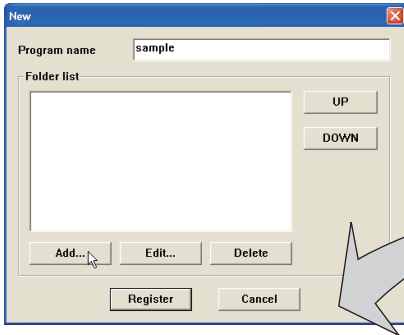 New
Program name sample
Folder list
UP
DOWN
Add... Edit... Delete
Register Cancel